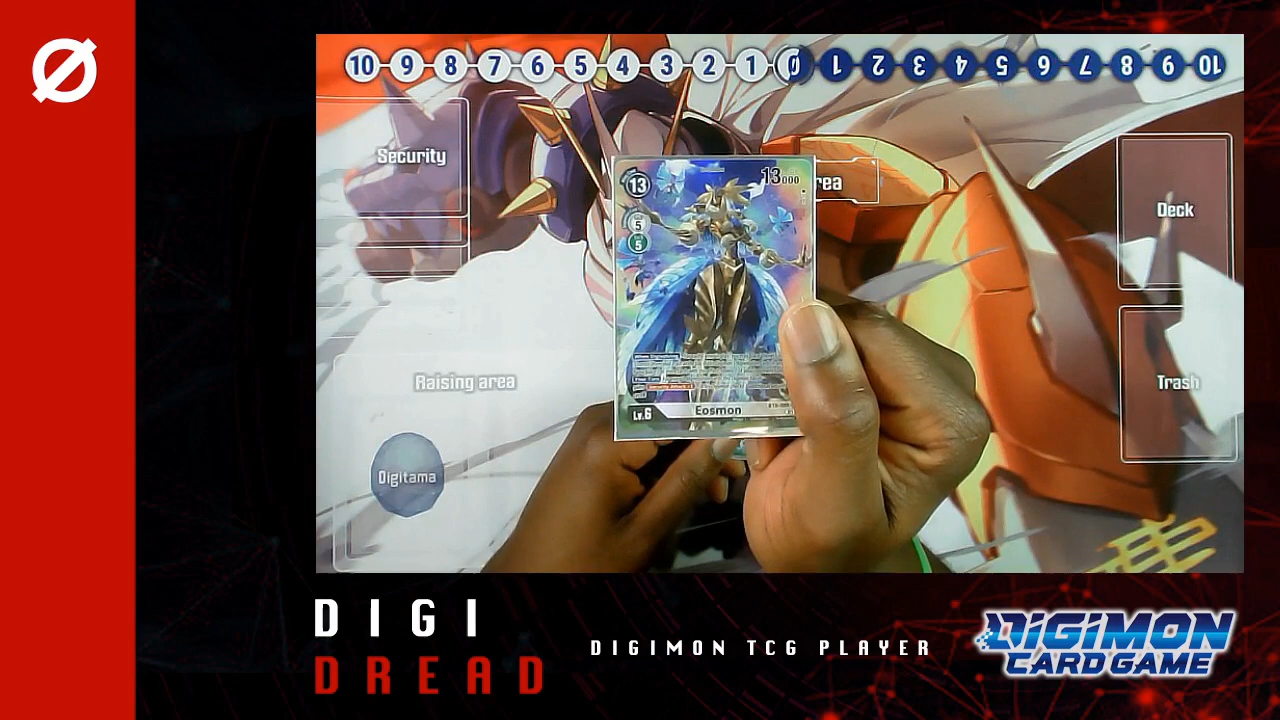 10 9 8 7 6 5 4 3 2 1 0 1 2 3 4 5 6 7 8 9 10
Security
rea
Deck
13
13000
5
5
Raising area
Trash
Security Attack
Lv.6 Eosmon
Digitama
DIGI
DREAD
DIGIMON TCG PLAYER
DIGIMON
CARD GAME